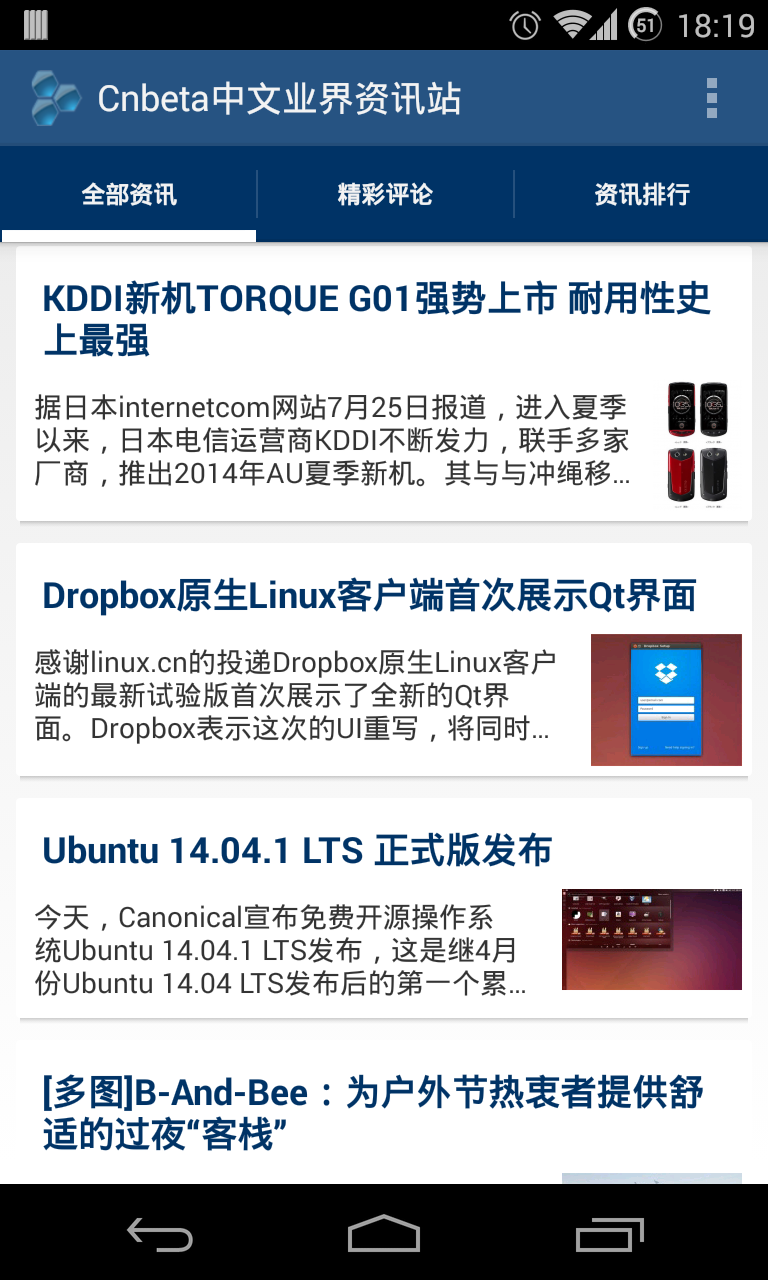 51 18:19
Cnbeta中文业界资讯站
全部资讯 精彩评论 资讯排行
KDDI新机TORQUE G01强势上市 耐用性史
上最强
据日本internetcom网站7月25日报道，进入夏季
以来，日本电信运营商KDDI不断发力，联手多家
厂商，推出2014年AU夏季新机。其与与冲绳移...
Dropbox原生Linux客户端首次展示Qt界面
感谢linux.cn的投递Dropbox原生Linux客户
端的最新试验版首次展示了全新的Qt界
面。Dropbox表示这次的UI重写，将同时...
Ubuntu 14.04.1 LTS 正式版发布
今天，Canonical宣布免费开源操作系
统Ubuntu 14.04.1 LTS发布，这是继4月
份Ubuntu 14.04 LTS发布后的第一个累...
[多图]B-And-Bee：为户外节热衷者提供舒
适的过夜“客栈”